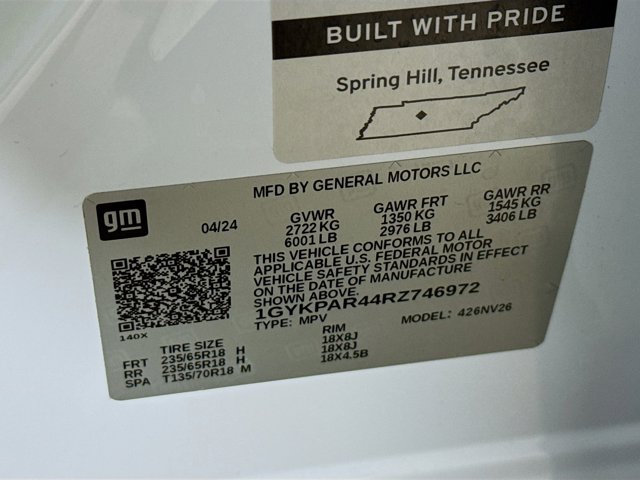 BUILT WITH PRIDE
Spring Hill, Tennessee
MFD BY GENERAL MOTORS LLC
gm
04/24
GVWR
2722 KG
6001 LB
GAWR FRT
1350 KG
2976 LB
GAWR RR
1545 KG
3406 LB
THIS VEHICLE CONFORMS TO ALL
APPLICABLE U.S. FEDERAL MOTOR
VEHICLE SAFETY STANDARDS IN EFFECT
ON THE DATE OF MANUFACTURE
SHOWN ABOVE.
1GYKPAR44RZ746972
TYPE: MPV
MODEL: 426NV26
140X
TIRE SIZE
RIM
FRT 235/65R18 H 18X8J
RR 235/65R18 H 18X8J
SPA T135/70R18 M 18X4.5B